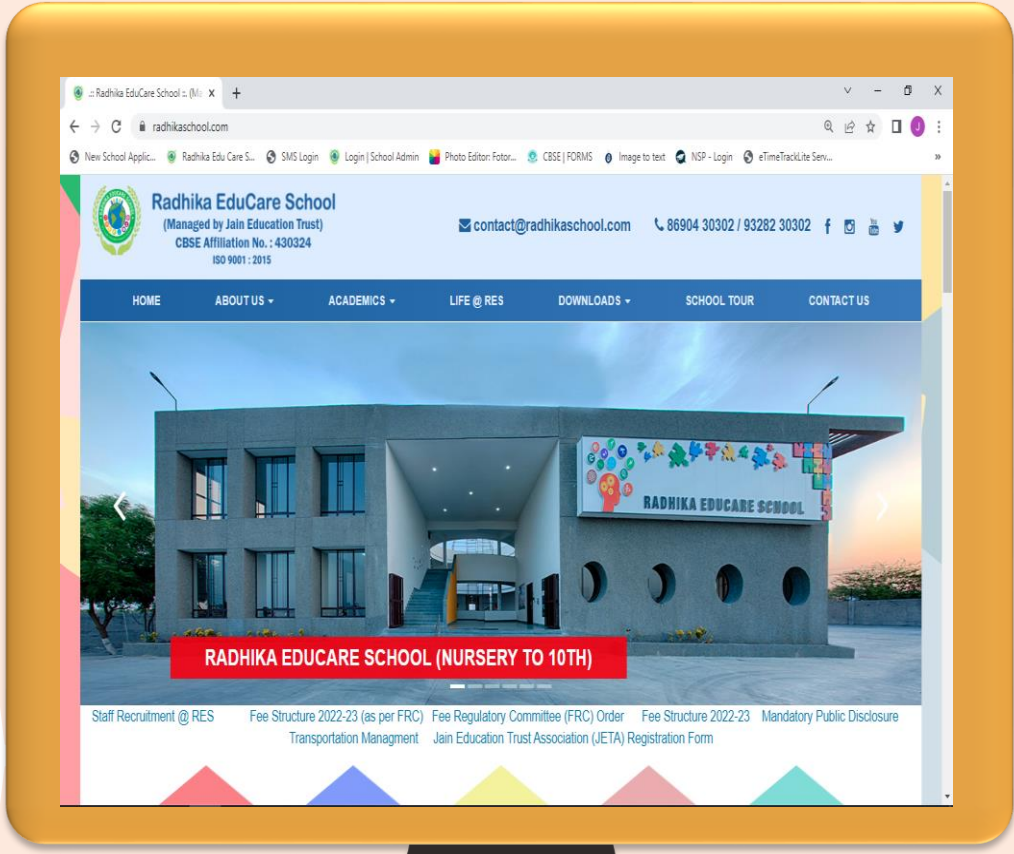 .:: Radhika EduCare School ::. (Ma
radhikaschool.com
New School Applic... Radhika Edu Care S... SMS Login Login | School Admin Photo Editor: Fotor... CBSE | FORMS Image to text NSP - Login eTimeTrackLite Serv... »
Radhika EduCare School
(Managed by Jain Education Trust)
CBSE Affiliation No. : 430324
ISO 9001 : 2015
contact@radhikaschool.com 86904 30302 / 93282 30302
HOME ABOUT US ACADEMICS LIFE @ RES DOWNLOADS SCHOOL TOUR CONTACT US
RADHIKA EDUCARE SCHOOL
RADHIKA EDUCARE SCHOOL (NURSERY TO 10TH)
Staff Recruitment @ RES Fee Structure 2022-23 (as per FRC) Fee Regulatory Committee (FRC) Order Fee Structure 2022-23 Mandatory Public Disclosure
Transportation Managment Jain Education Trust Association (JETA) Registration Form